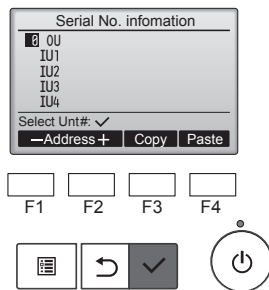 Serial No. infomation
0 OU
IU1
IU2
IU3
IU4
Select Unt#: ✓
−Address+ Copy Paste
F1 F2 F3 F4